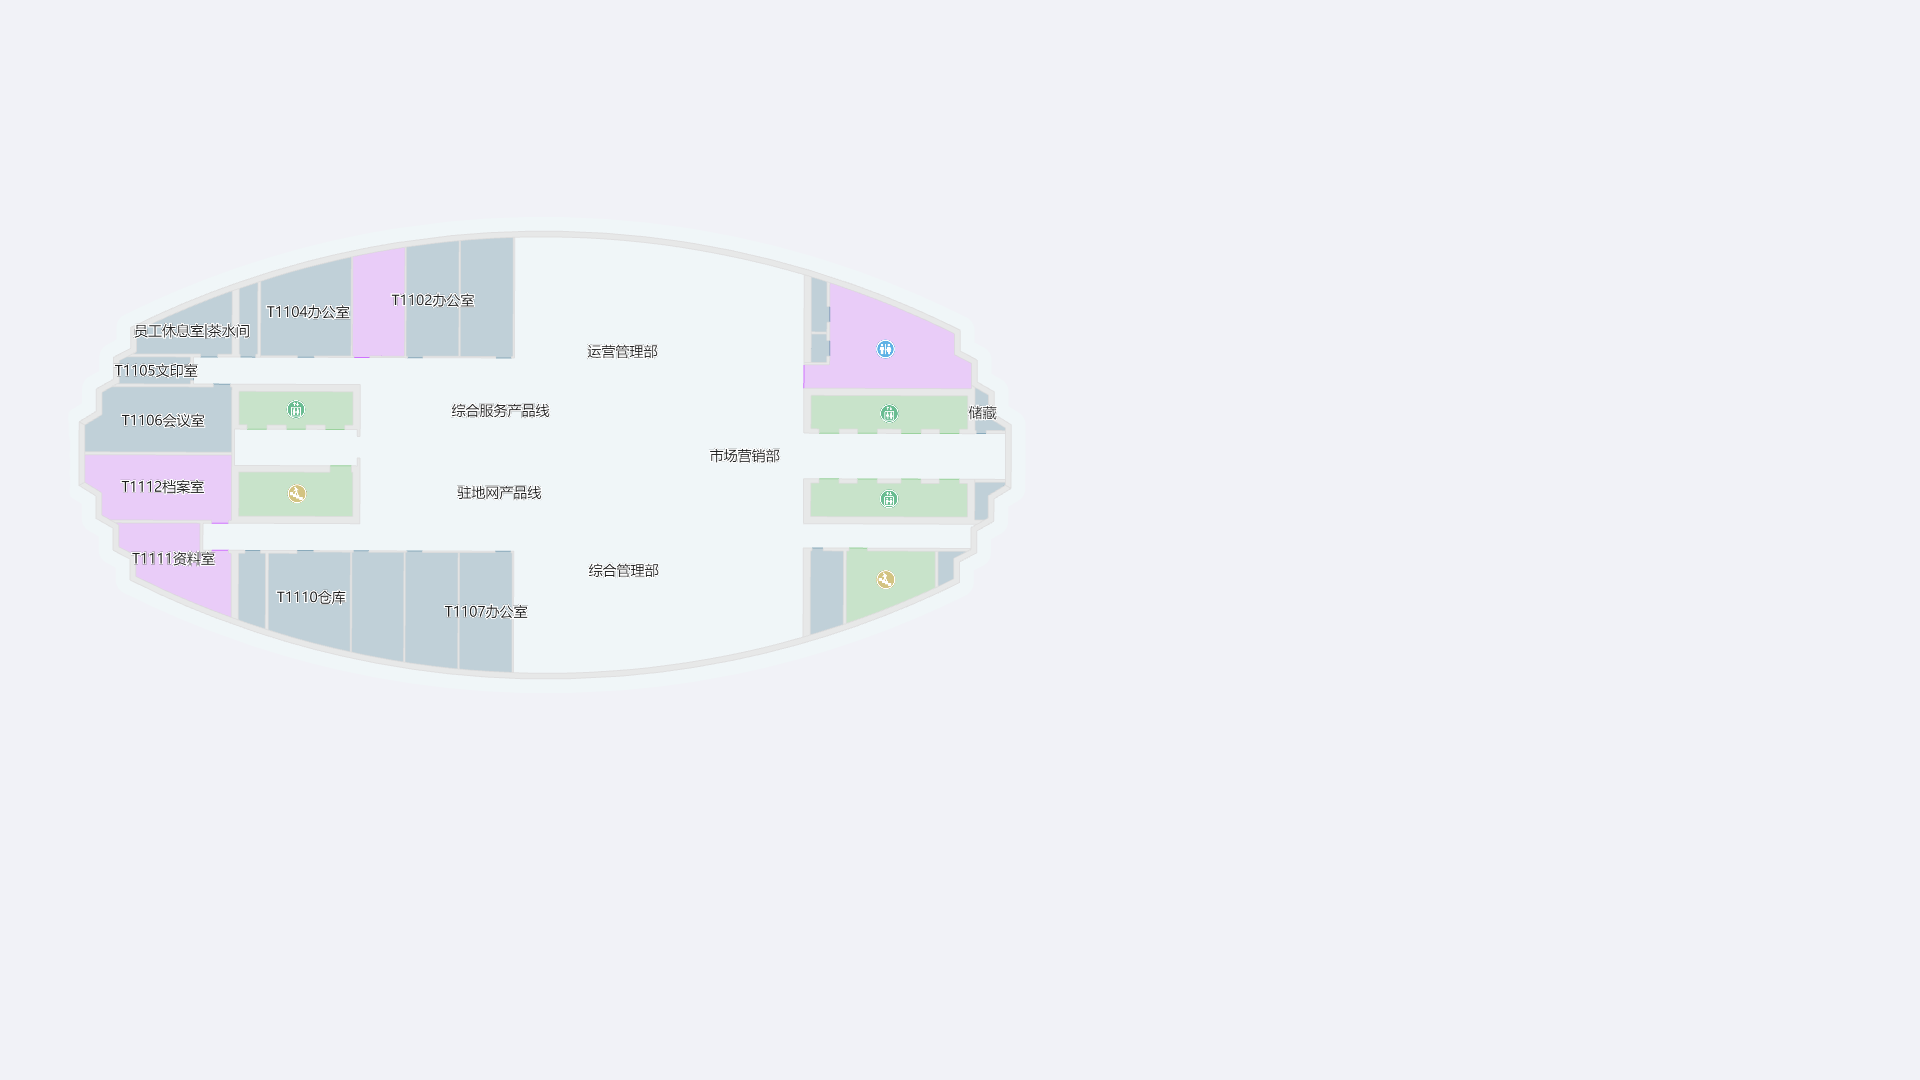 T1102办公室
T1104办公室
员工休息室|茶水间
运营管理部
T1105文印室
综合服务产品线
储藏
T1106会议室
市场营销部
T1112档案室
驻地网产品线
T1111资料室
综合管理部
T1110仓库
T1107办公室